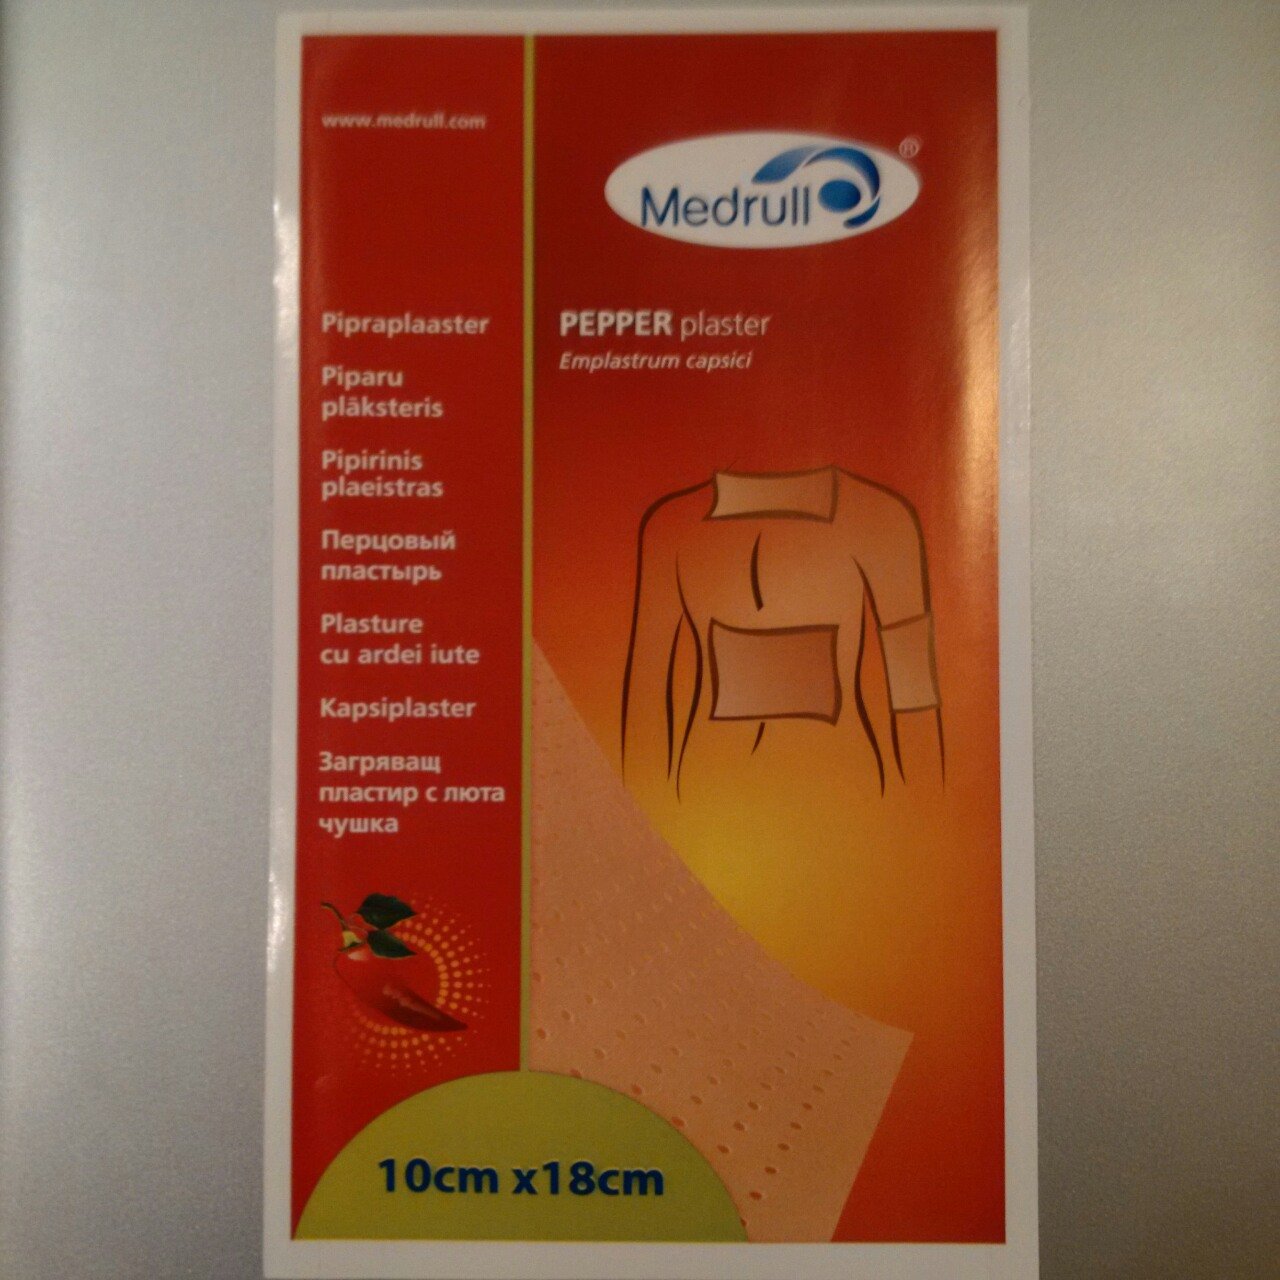 www.medrull.com
Medrull®
Pipraplaaster
Piparu
plāksteris
Pipirinis
plaeistras
Перцовый
пластырь
Plasture
cu ardei iute
Kapsiplaster
Загряващ
пластир с люта
чушка
PEPPER plaster
Emplastrum capsici
10cm x18cm